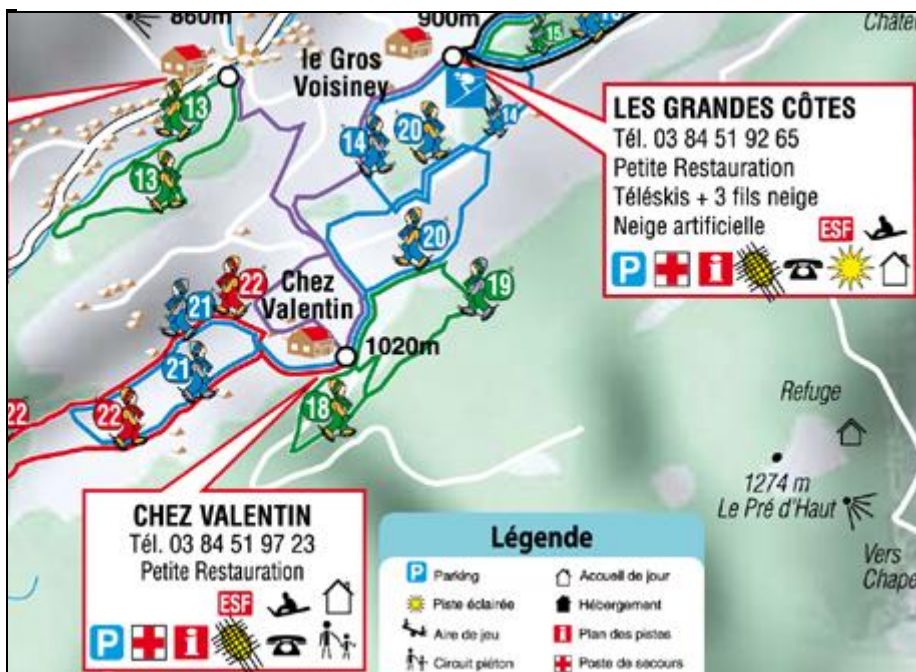 860m
900m
Châte
le Gros
Voisiney
15
13
13
14
20
14
20
19
LES GRANDES CÔTES
Tél. 03 84 51 92 65
Petite Restauration
Téléskis + 3 fils neige
Neige artificielle
ESF
P
i
22
21
Chez
Valentin
1020m
21
22
22
18
Refuge
1274 m
Le Pré d'Haut
Vers
Chape
CHEZ VALENTIN
Tél. 03 84 51 97 23
Petite Restauration
ESF
P
i
Légende
P Parking
Accueil de jour
Piste éclairée
Hébergement
Aire de jeu
i Plan des pistes
Circuit piéton
Poste de secours